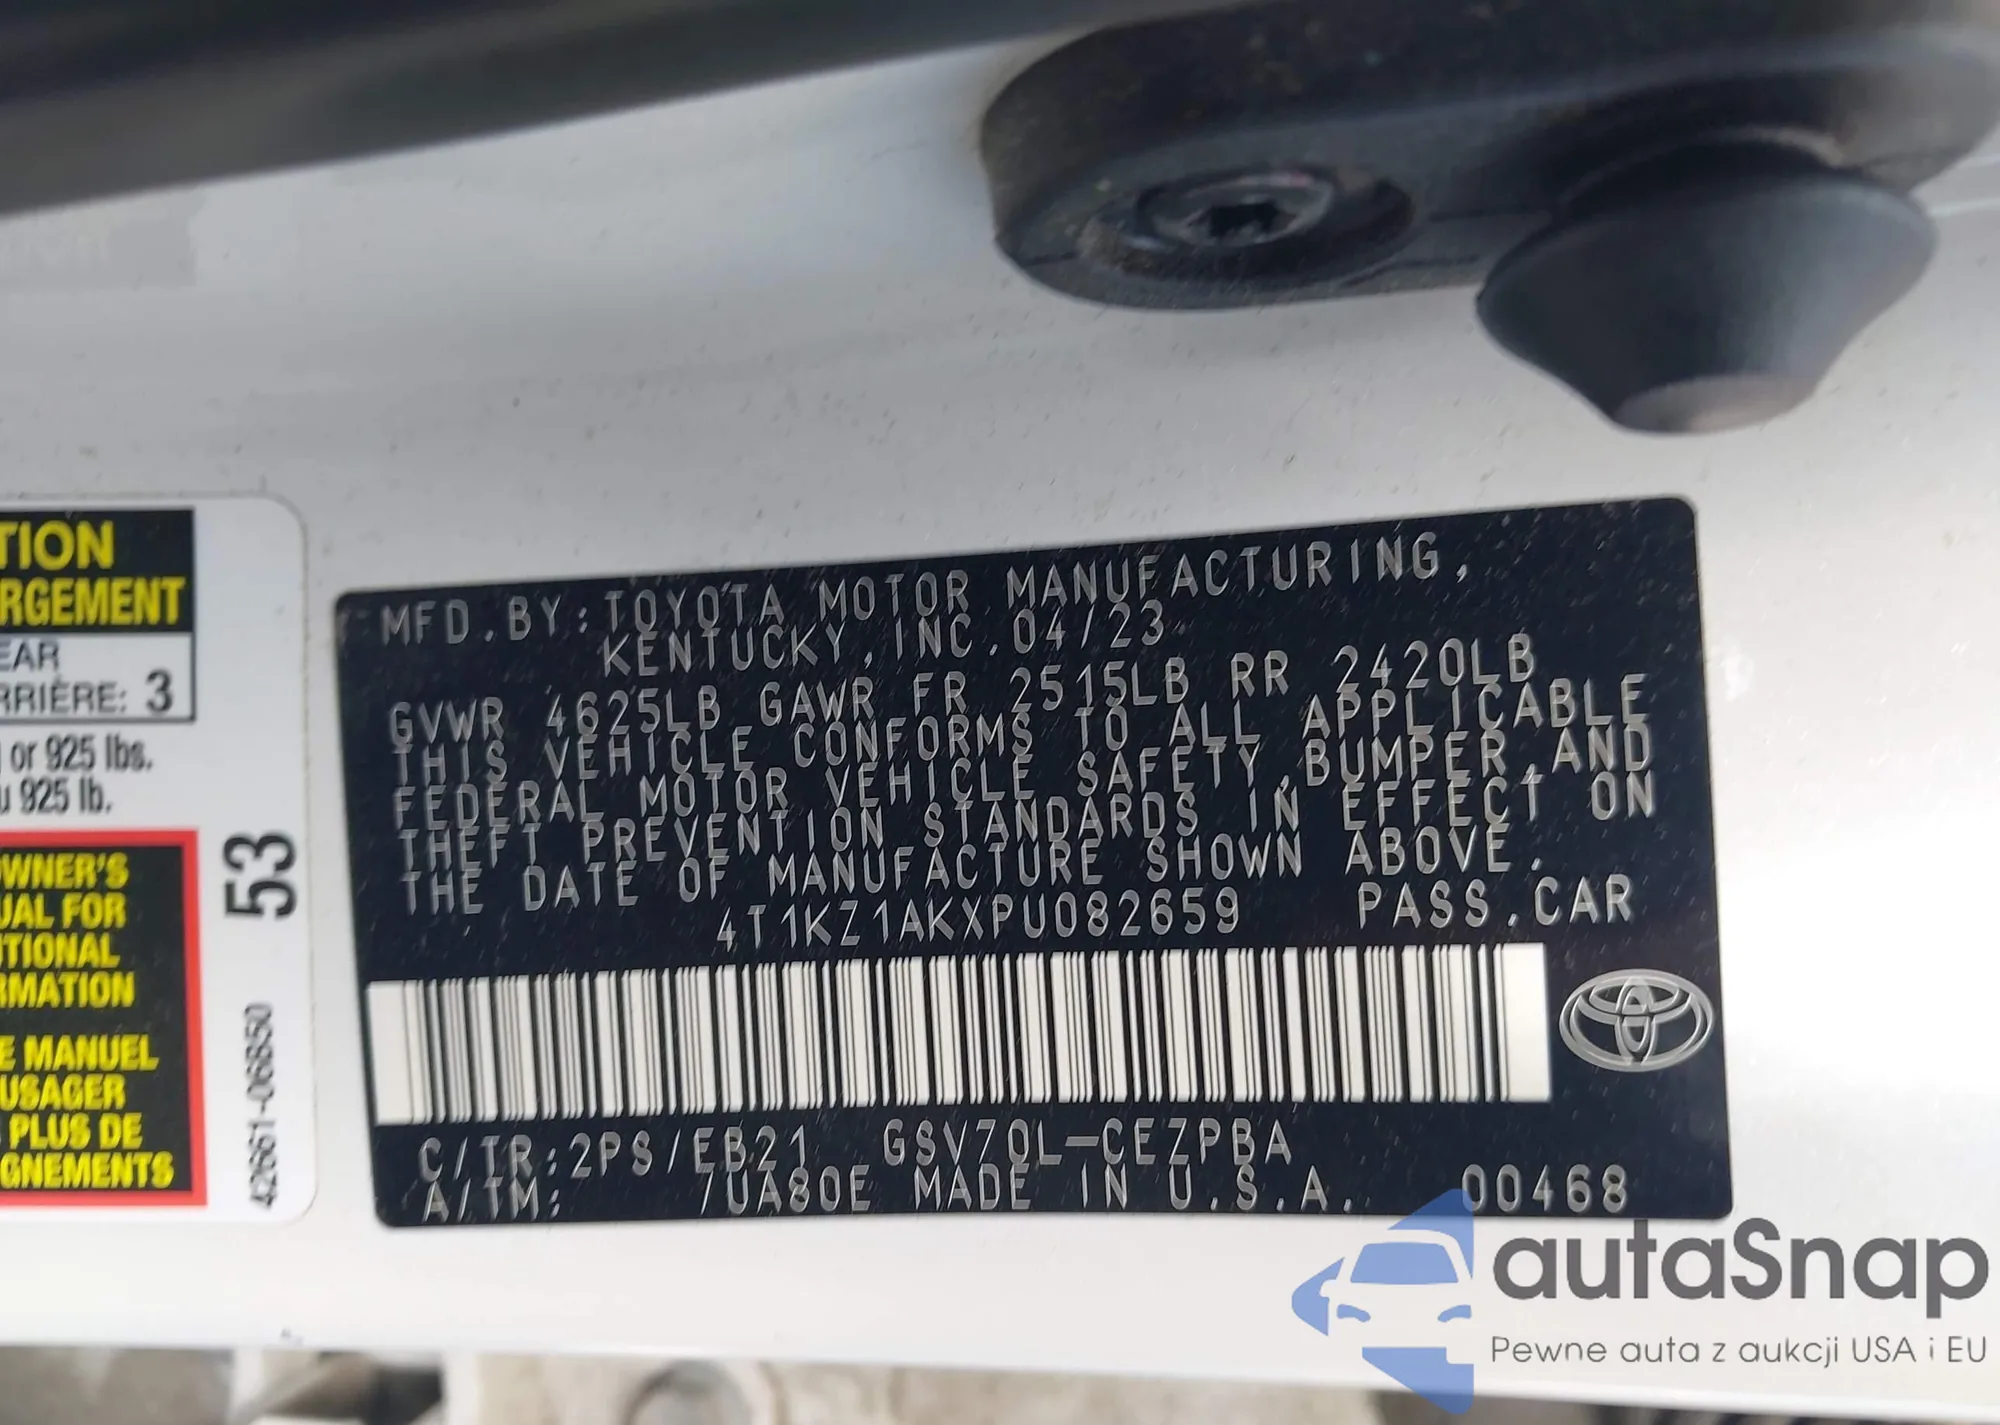 TION
RGEMENT
EAR
RRIÈRE: 3
or 925 lbs.
u 925 lb.
OWNER'S
UAL FOR
ITIONAL
RMATION
E MANUEL
USAGER
PLUS DE
GNEMENTS
53
42661-06850
MFD.BY:TOYOTA MOTOR MANUFACTURING,
KENTUCKY,INC.04/23
GVWR 4625LB GAWR FR 2515LB RR 2420LB
THIS VEHICLE CONFORMS TO ALL APPLICABLE
FEDERAL MOTOR VEHICLE SAFETY,BUMPER,AND
THEFT PREVENTION STANDARDS IN EFFECT ON
THE DATE OF MANUFACTURE SHOWN ABOVE.
4T1KZ1AKXPU082659 PASS.CAR
C/TR:2PS/EB21 GSV70L-CEZPBA
A/TM: 7UA80E MADE IN U.S.A. 00468
autaSnap
Pewne auta z aukcji USA i EU